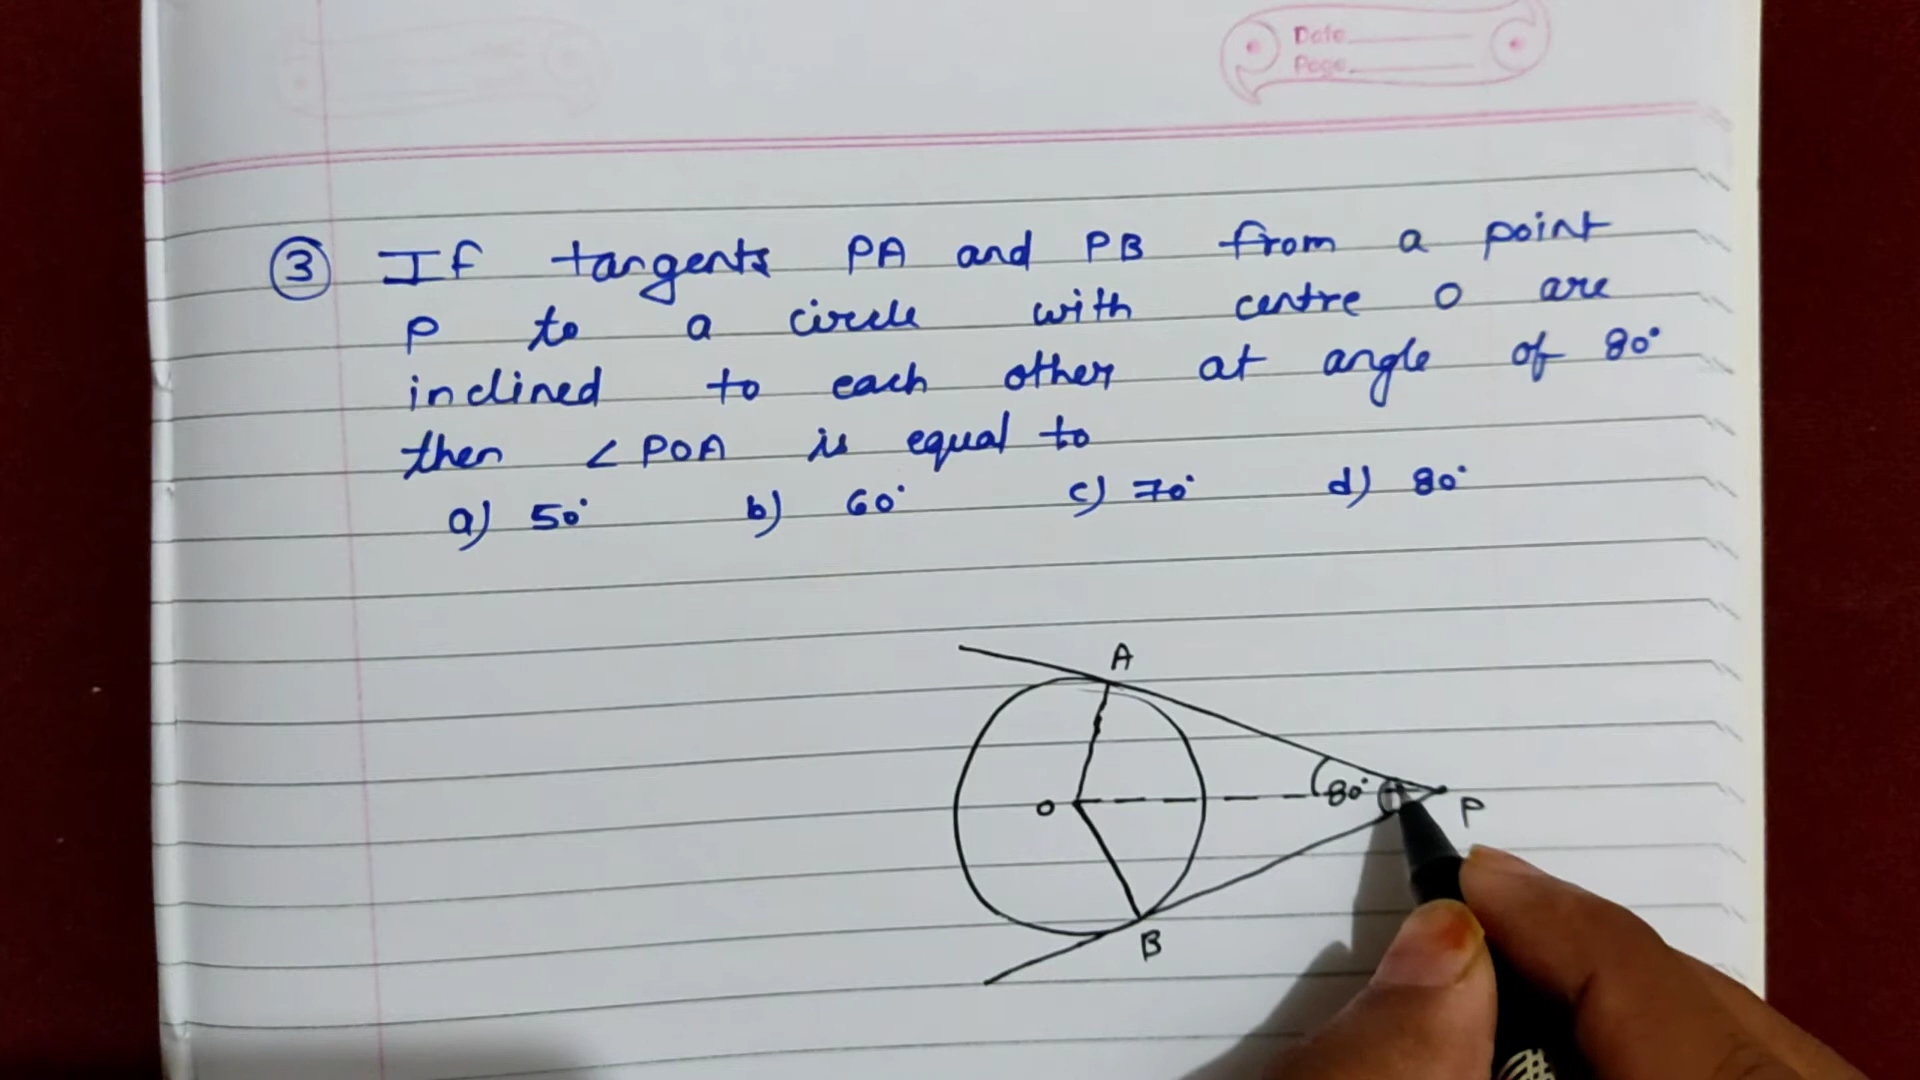 Date
Page
③ If tangents PA and PB from a point
P to a circle with centre O are
inclined to each other at angle of 80°
then ∠POA is equal to
a) 50° b) 60° c) 70° d) 80°
A
O 80° P
B